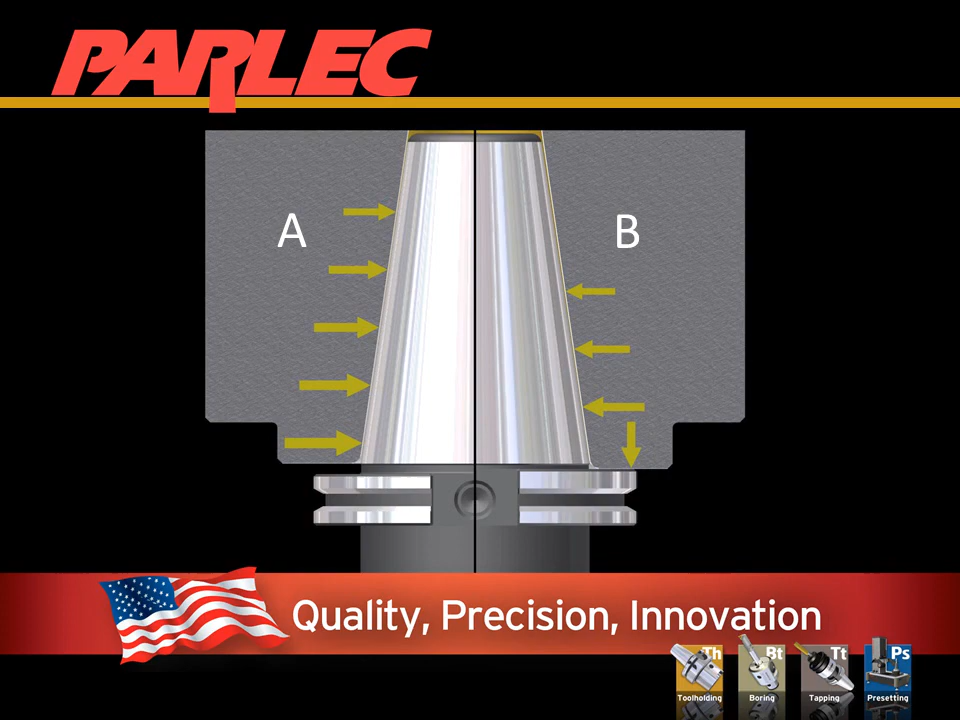 PARLEC
A
B
Quality, Precision, Innovation
Th
Bt
Tt
Ps
Toolholding
Boring
Tapping
Presetting